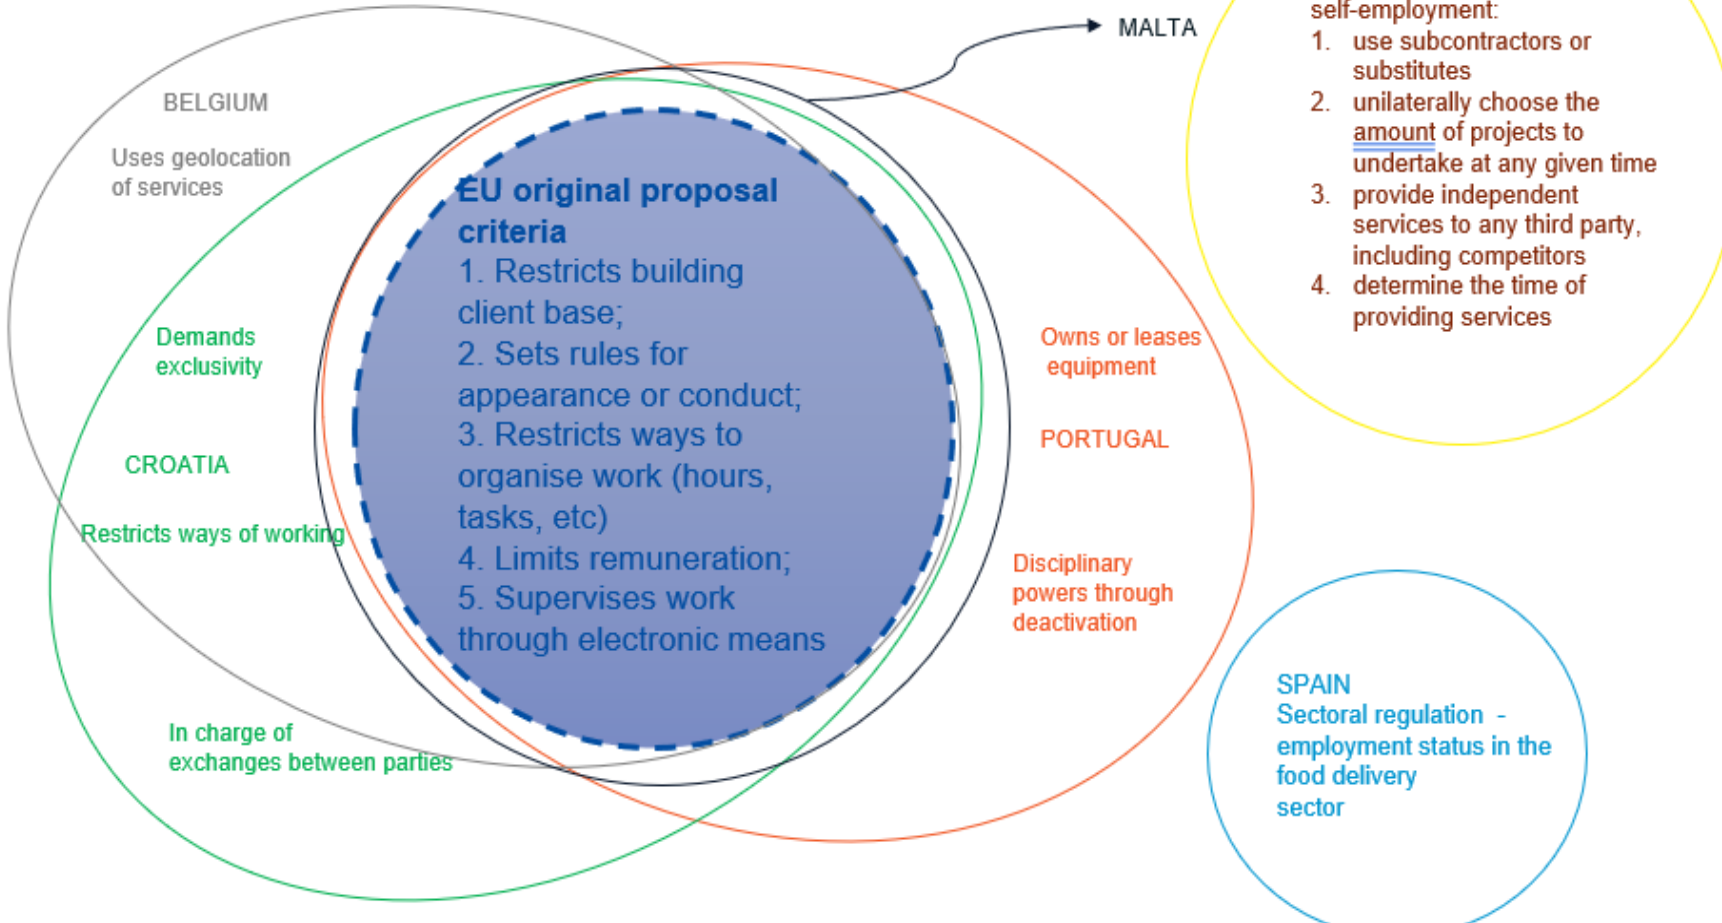 MALTA
BELGIUM
Uses geolocation
of services
EU original proposal
criteria
1. Restricts building
client base;
2. Sets rules for
appearance or conduct;
3. Restricts ways to
organise work (hours,
tasks, etc)
4. Limits remuneration;
5. Supervises work
through electronic means
Demands
exclusivity
CROATIA
Restricts ways of working
In charge of
exchanges between parties
Owns or leases
equipment
PORTUGAL
Disciplinary
powers through
deactivation
self-employment:
1. use subcontractors or
substitutes
2. unilaterally choose the
amount of projects to
undertake at any given time
3. provide independent
services to any third party,
including competitors
4. determine the time of
providing services
SPAIN
Sectoral regulation -
employment status in the
food delivery
sector